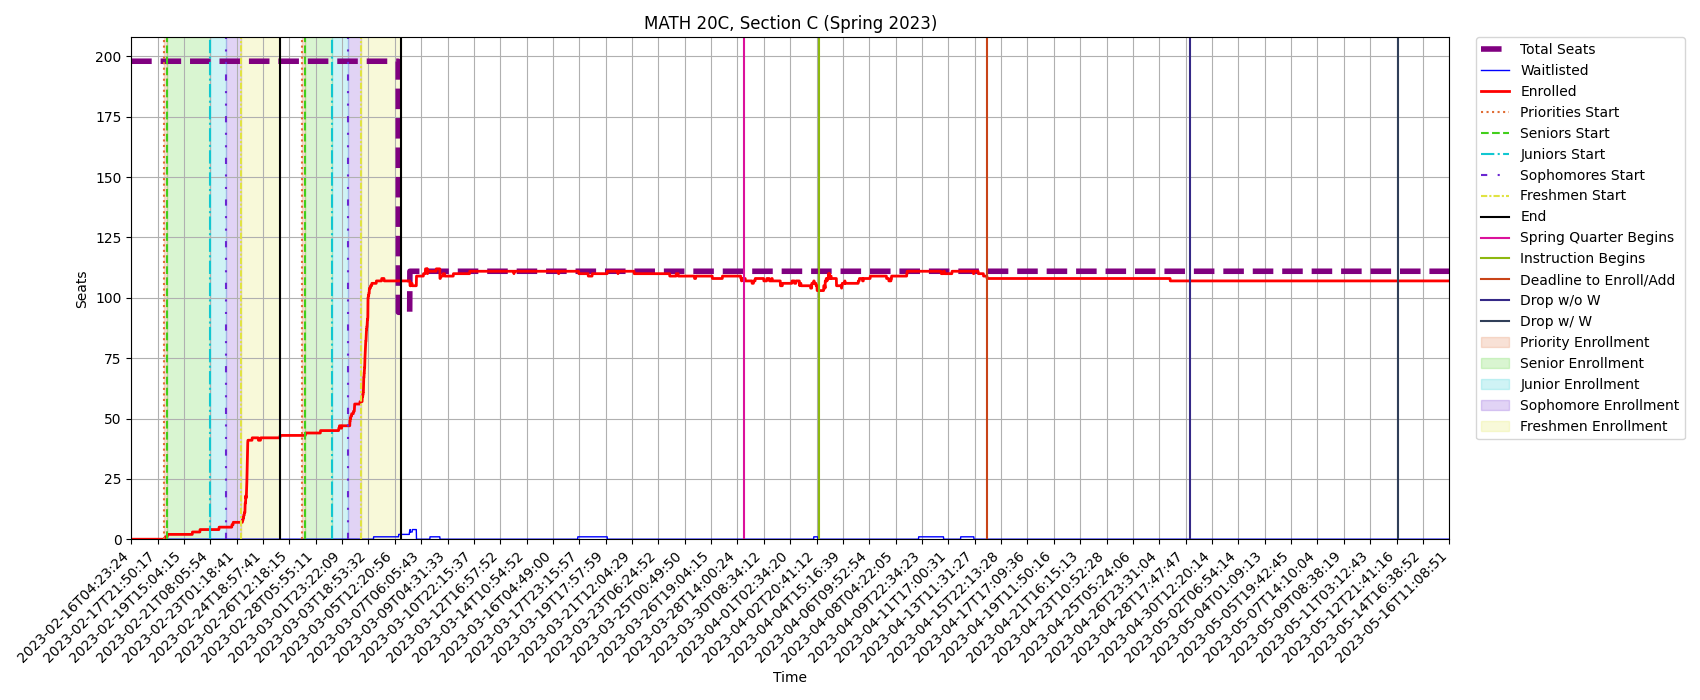 MATH 20C, Section C (Spring 2023)
200
175
150
125
100
75
50
25
0
Seats
2023-02-16T04:23:24
2023-02-17T21:50:17
2023-02-19T15:04:15
2023-02-21T08:05:54
2023-02-23T01:18:41
2023-02-24T18:57:41
2023-02-26T12:18:15
2023-02-28T05:55:11
2023-03-01T23:22:09
2023-03-03T18:53:32
2023-03-05T12:20:56
2023-03-07T06:05:43
2023-03-09T04:31:33
2023-03-10T22:15:37
2023-03-12T16:57:52
2023-03-14T10:54:52
2023-03-16T04:49:00
2023-03-17T23:15:57
2023-03-19T17:57:59
2023-03-21T12:04:29
2023-03-23T06:24:52
2023-03-25T00:49:50
2023-03-26T19:04:15
2023-03-28T14:00:24
2023-03-30T08:34:12
2023-04-01T02:34:20
2023-04-02T20:41:12
2023-04-04T15:16:39
2023-04-06T09:52:54
2023-04-08T04:22:05
2023-04-09T22:34:23
2023-04-11T17:00:31
2023-04-13T11:31:27
2023-04-15T22:13:28
2023-04-17T17:09:36
2023-04-19T11:50:16
2023-04-21T16:15:13
2023-04-23T10:52:28
2023-04-25T05:24:06
2023-04-26T23:31:04
2023-04-28T17:47:47
2023-04-30T12:20:14
2023-05-02T06:54:14
2023-05-04T01:09:13
2023-05-05T19:42:45
2023-05-07T14:10:04
2023-05-09T08:38:19
2023-05-11T03:12:43
2023-05-12T21:41:16
2023-05-14T16:38:52
2023-05-16T11:08:51
Time
Total Seats
Waitlisted
Enrolled
Priorities Start
Seniors Start
Juniors Start
Sophomores Start
Freshmen Start
End
Spring Quarter Begins
Instruction Begins
Deadline to Enroll/Add
Drop w/o W
Drop w/ W
Priority Enrollment
Senior Enrollment
Junior Enrollment
Sophomore Enrollment
Freshmen Enrollment